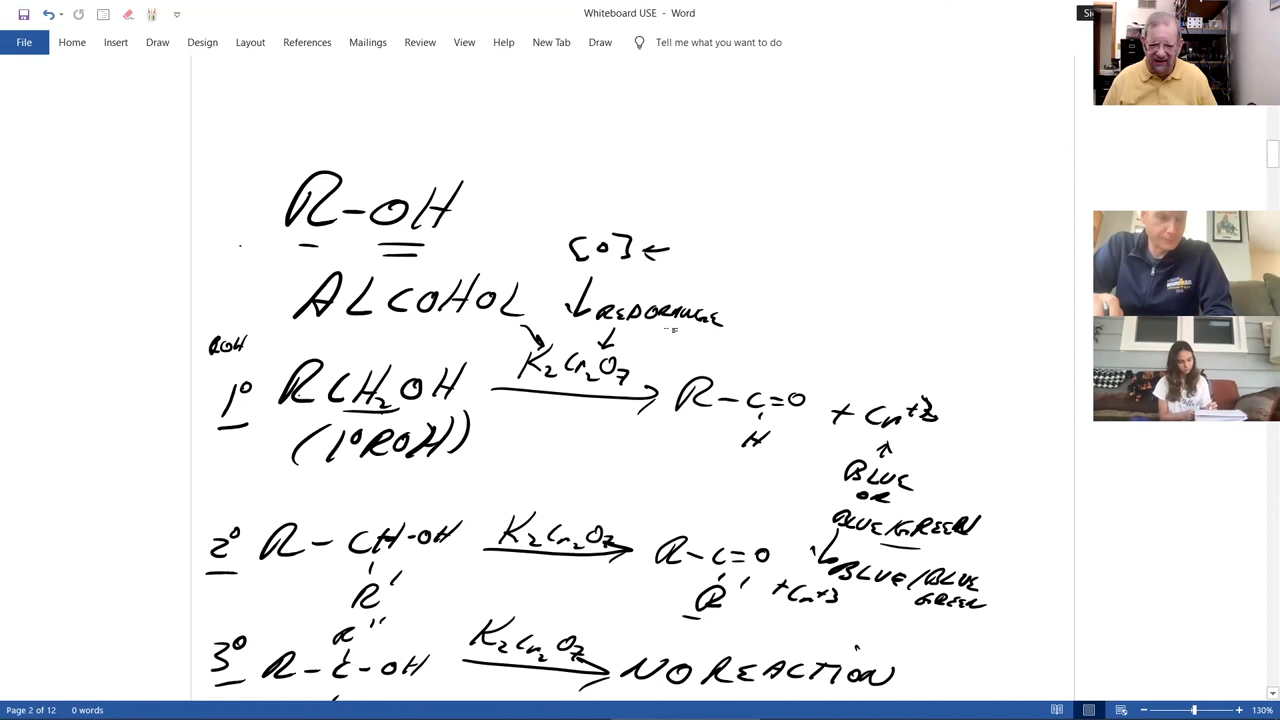 Whiteboard USE - Word
File Home Insert Draw Design Layout References Mailings Review View Help New Tab Draw Tell me what you want to do
R-OH
[O] ←
ALCOHOL
↓ RED ORANGE
ROH
1° RCH2OH K2Cr2O7 → R-C=O + Cr+3
H
(1°ROH)
BLUE
OR
BLUE/GREEN
2° R-CH-OH K2Cr2O7 → R-C=O
BLUE/BLUE
GREEN
R' R' +Cr+3
R''
3° R-C-OH K2Cr2O7 → NO REACTION
Page 2 of 12 0 words 130%